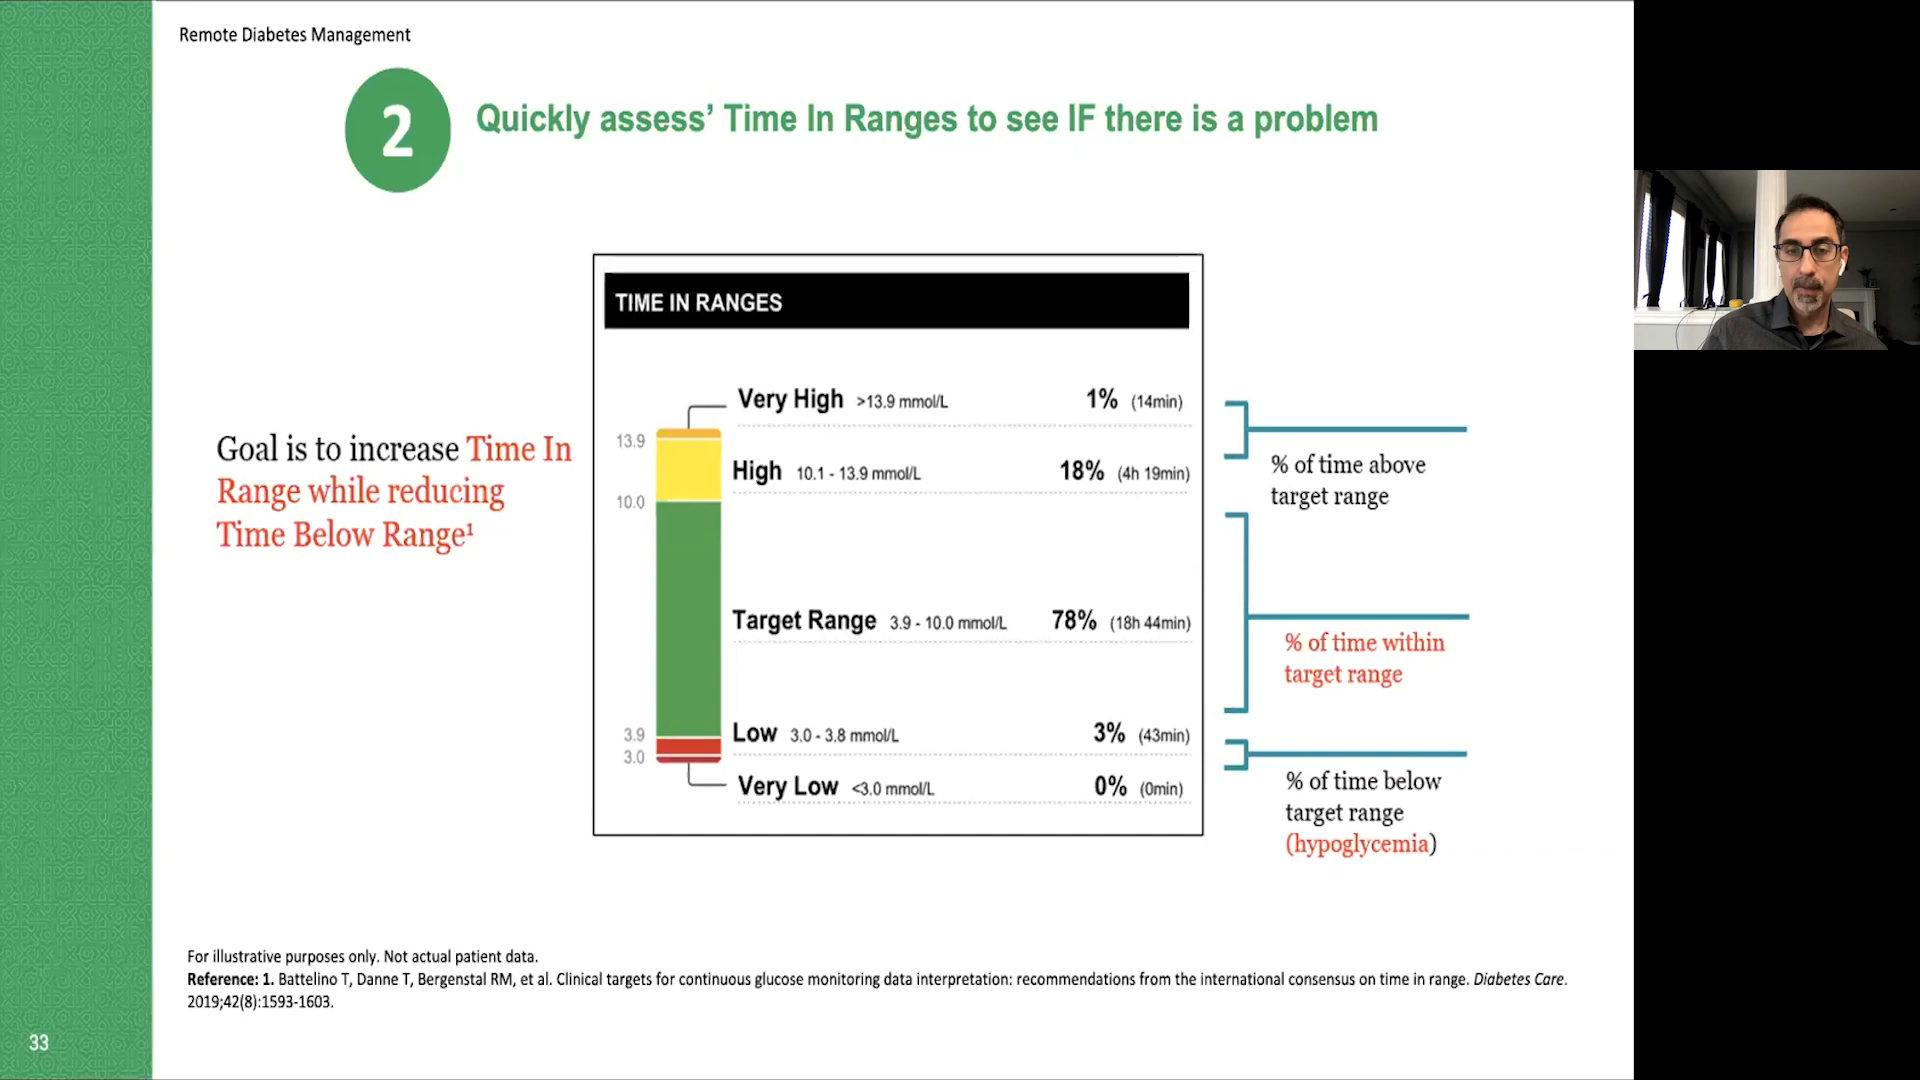 Remote Diabetes Management
2 Quickly assess’ Time In Ranges to see IF there is a problem
Goal is to increase Time In
Range while reducing
Time Below Range¹
TIME IN RANGES
Very High >13.9 mmol/L 1% (14min)
13.9
High 10.1 - 13.9 mmol/L 18% (4h 19min)
10.0
Target Range 3.9 - 10.0 mmol/L 78% (18h 44min)
3.9
Low 3.0 - 3.8 mmol/L 3% (43min)
3.0
Very Low <3.0 mmol/L 0% (0min)
% of time above
target range
% of time within
target range
% of time below
target range
(hypoglycemia)
For illustrative purposes only. Not actual patient data.
Reference: 1. Battelino T, Danne T, Bergenstal RM, et al. Clinical targets for continuous glucose monitoring data interpretation: recommendations from the international consensus on time in range. Diabetes Care.
2019;42(8):1593-1603.
33